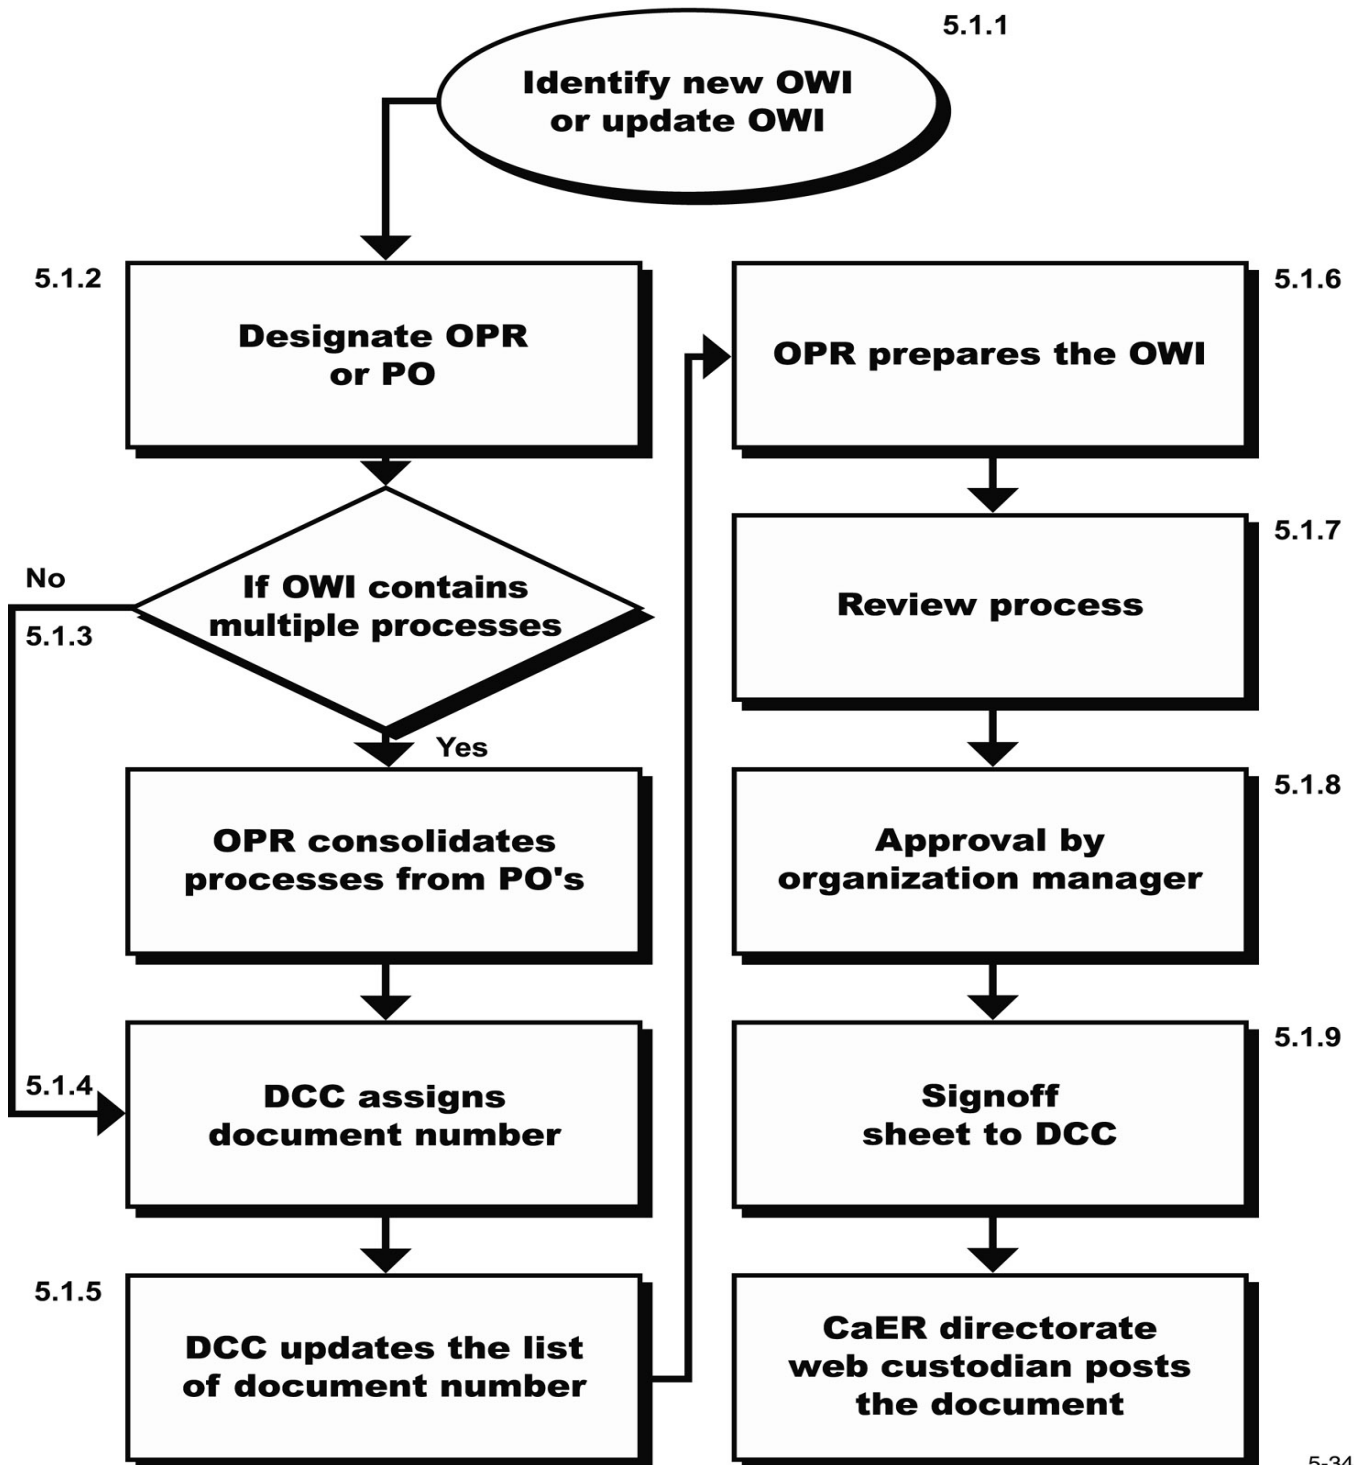 5.1.1
Identify new OWI
or update OWI
5.1.2
Designate OPR
or PO
No
5.1.3
If OWI contains
multiple processes
Yes
OPR consolidates
processes from PO's
5.1.4
DCC assigns
document number
5.1.5
DCC updates the list
of document number
5.1.6
OPR prepares the OWI
5.1.7
Review process
5.1.8
Approval by
organization manager
5.1.9
Signoff
sheet to DCC
CaER directorate
web custodian posts
the document
5-34